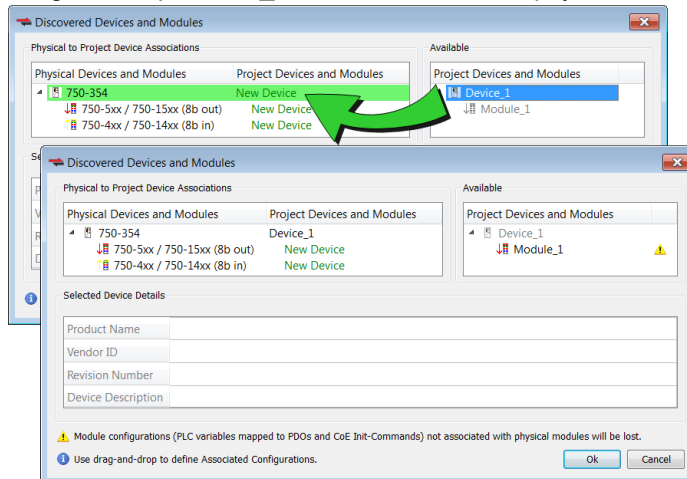 Discovered Devices and Modules
Physical to Project Device Associations
Available
Physical Devices and Modules Project Devices and Modules
Project Devices and Modules
750-354 New Device
Device_1
750-5xx / 750-15xx (8b out) New Device
Module_1
750-4xx / 750-14xx (8b in) New Device
Se
Discovered Devices and Modules
Physical to Project Device Associations
Available
Physical Devices and Modules Project Devices and Modules
Project Devices and Modules
750-354 Device_1
Device_1
750-5xx / 750-15xx (8b out) New Device
Module_1
750-4xx / 750-14xx (8b in) New Device
Selected Device Details
Product Name
Vendor ID
Revision Number
Device Description
Module configurations (PLC variables mapped to PDOs and CoE Init-Commands) not associated with physical modules will be lost.
Use drag-and-drop to define Associated Configurations.
Ok Cancel